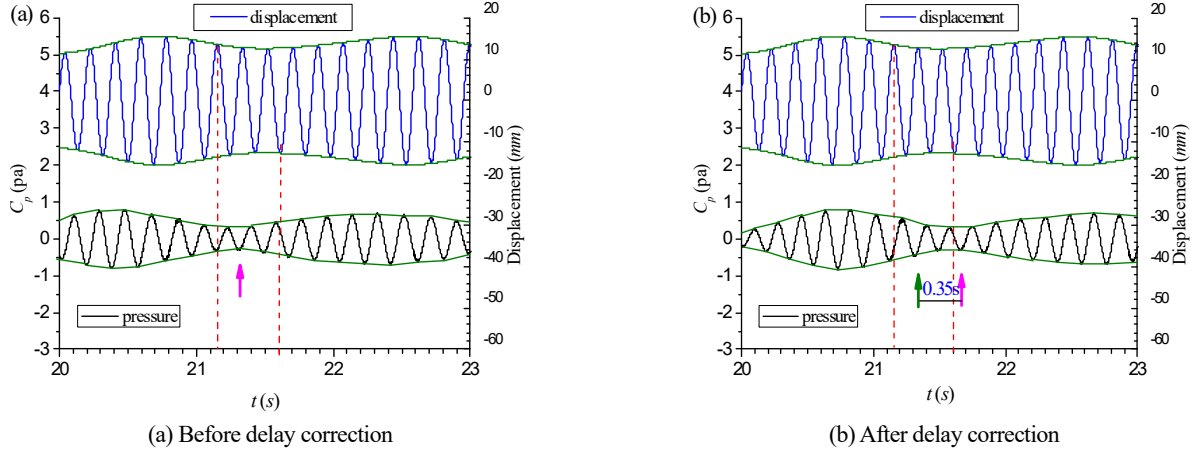 (a)
displacement
6
5
4
3
2
1
0
-1
-2
-3
C_p (pa)
20
10
0
-10
-20
-30
-40
-50
-60
Displacement (mm)
pressure
20 21 22 23
t (s)
(a) Before delay correction
(b)
displacement
6
5
4
3
2
1
0
-1
-2
-3
C_p (pa)
20
10
0
-10
-20
-30
-40
-50
-60
Displacement (mm)
0.35s
pressure
20 21 22 23
t (s)
(b) After delay correction